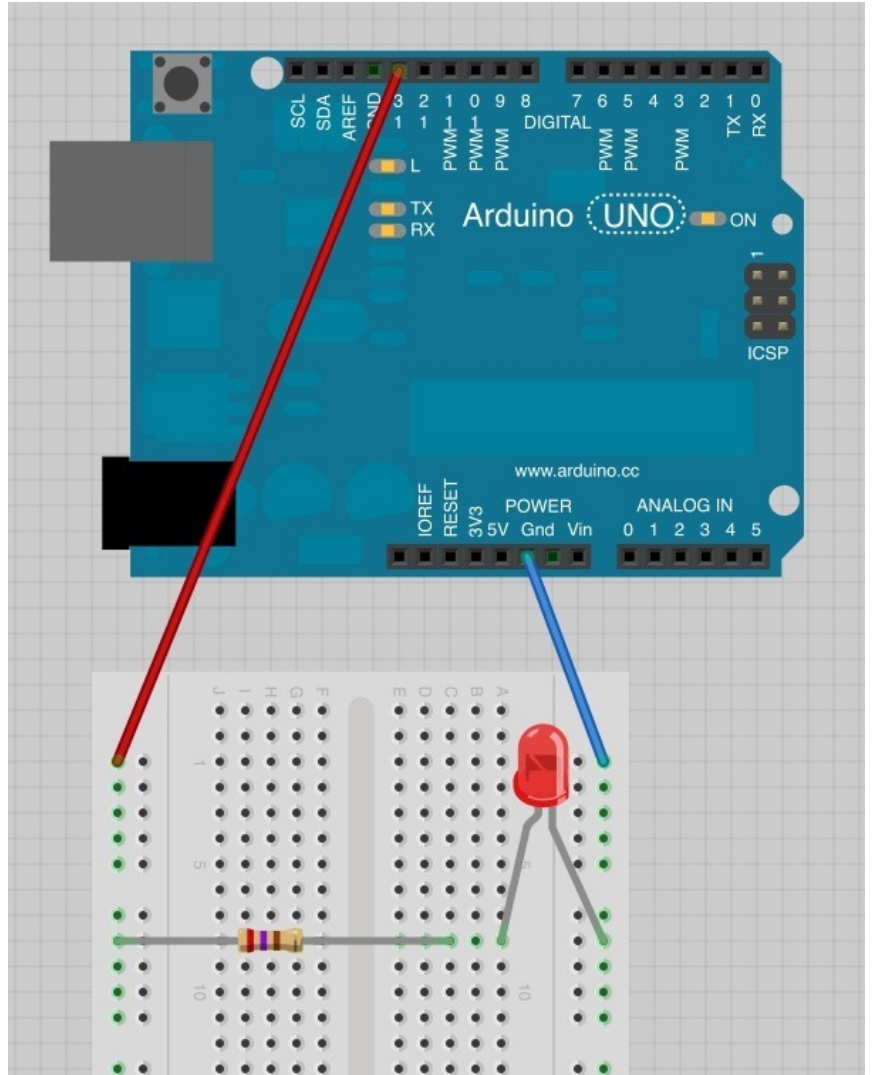 SCL
SDA
AREF
GND
13
12
PWM 11
PWM 10
PWM 9
8
7
PWM 6
PWM 5
4
PWM 3
2
TX 1
RX 0
DIGITAL
L
TX
RX
Arduino UNO
ON
1
ICSP
www.arduino.cc
IOREF
RESET
3V3
POWER
5V Gnd Vin
ANALOG IN
0 1 2 3 4 5
J I H G F E D C B A
1
5 5
10 10